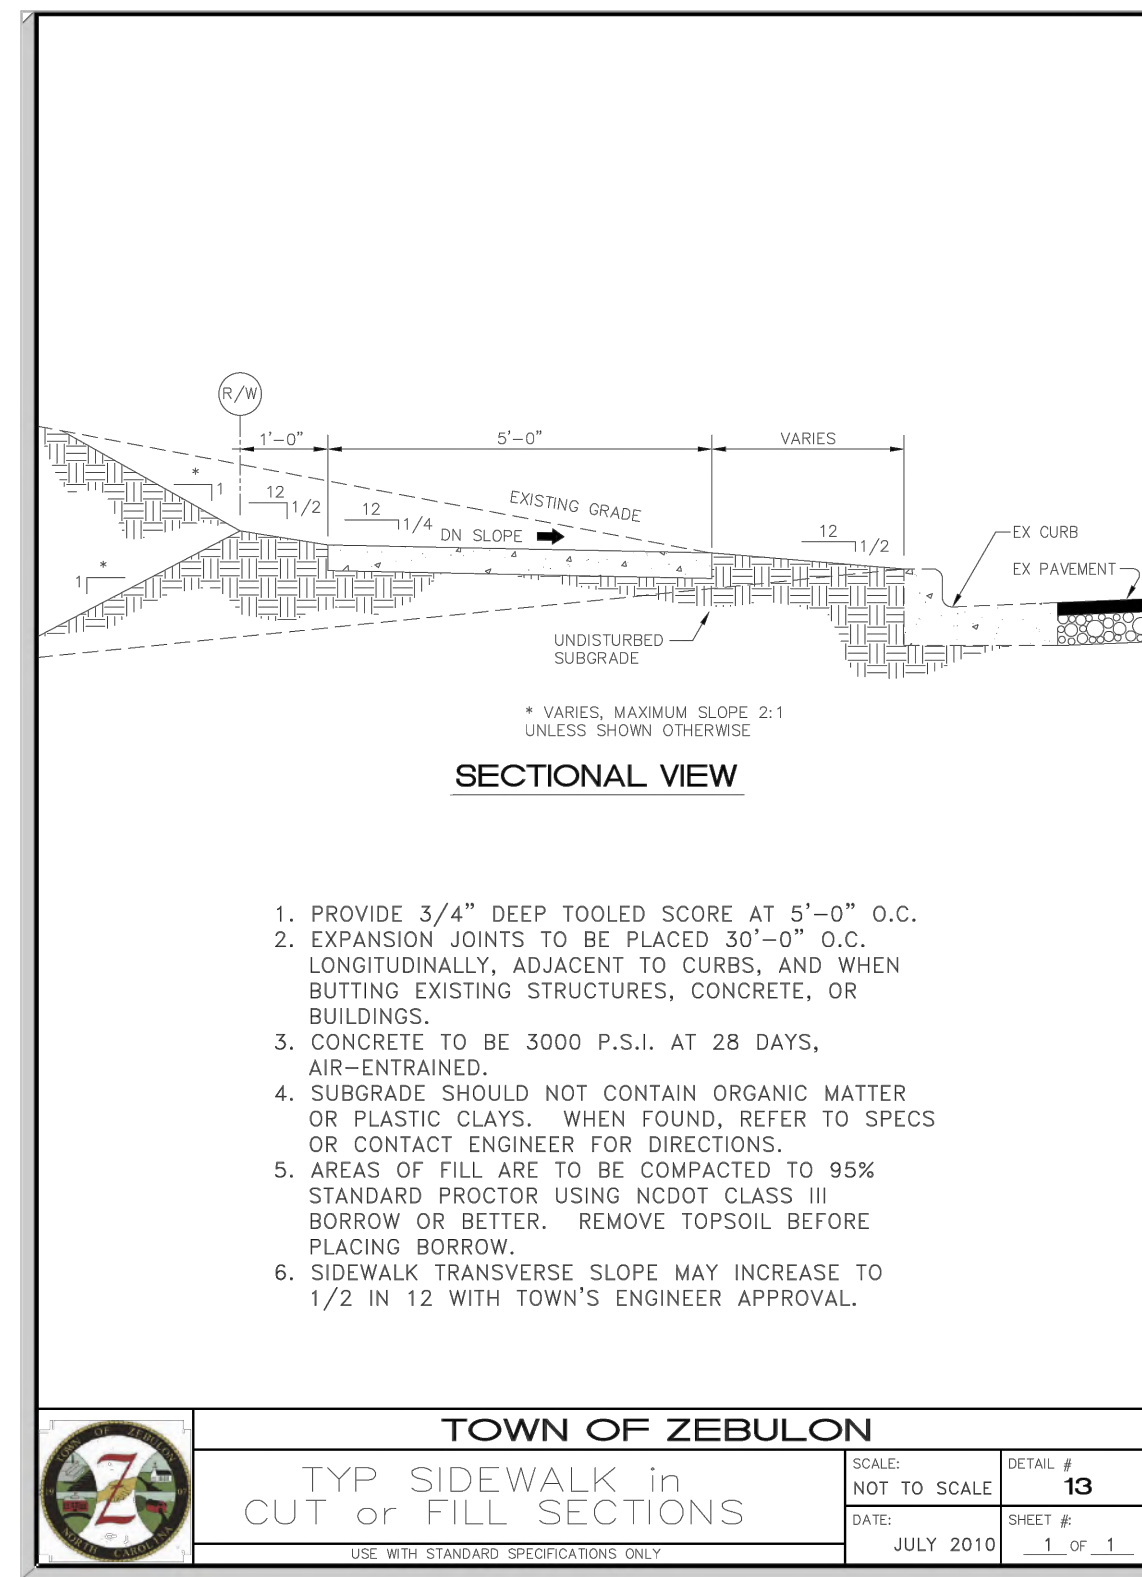 R/W
1'-0"
5'-0"
VARIES
*
1
12
1/2
12
1/4
EXISTING GRADE
DN SLOPE
12
1/2
EX CURB
EX PAVEMENT
*
1
UNDISTURBED
SUBGRADE
* VARIES, MAXIMUM SLOPE 2:1
UNLESS SHOWN OTHERWISE
SECTIONAL VIEW
1. PROVIDE 3/4" DEEP TOOLED SCORE AT 5'-0" O.C.
2. EXPANSION JOINTS TO BE PLACED 30'-0" O.C.
LONGITUDINALLY, ADJACENT TO CURBS, AND WHEN
BUTTING EXISTING STRUCTURES, CONCRETE, OR
BUILDINGS.
3. CONCRETE TO BE 3000 P.S.I. AT 28 DAYS,
AIR-ENTRAINED.
4. SUBGRADE SHOULD NOT CONTAIN ORGANIC MATTER
OR PLASTIC CLAYS. WHEN FOUND, REFER TO SPECS
OR CONTACT ENGINEER FOR DIRECTIONS.
5. AREAS OF FILL ARE TO BE COMPACTED TO 95%
STANDARD PROCTOR USING NCDOT CLASS III
BORROW OR BETTER. REMOVE TOPSOIL BEFORE
PLACING BORROW.
6. SIDEWALK TRANSVERSE SLOPE MAY INCREASE TO
1/2 IN 12 WITH TOWN'S ENGINEER APPROVAL.
TOWN OF ZEBULON
19 Z 07
NORTH CAROLINA
TOWN OF ZEBULON
TYP SIDEWALK in
CUT or FILL SECTIONS
USE WITH STANDARD SPECIFICATIONS ONLY
SCALE:
NOT TO SCALE
DETAIL #
13
DATE:
JULY 2010
SHEET #:
1 OF 1